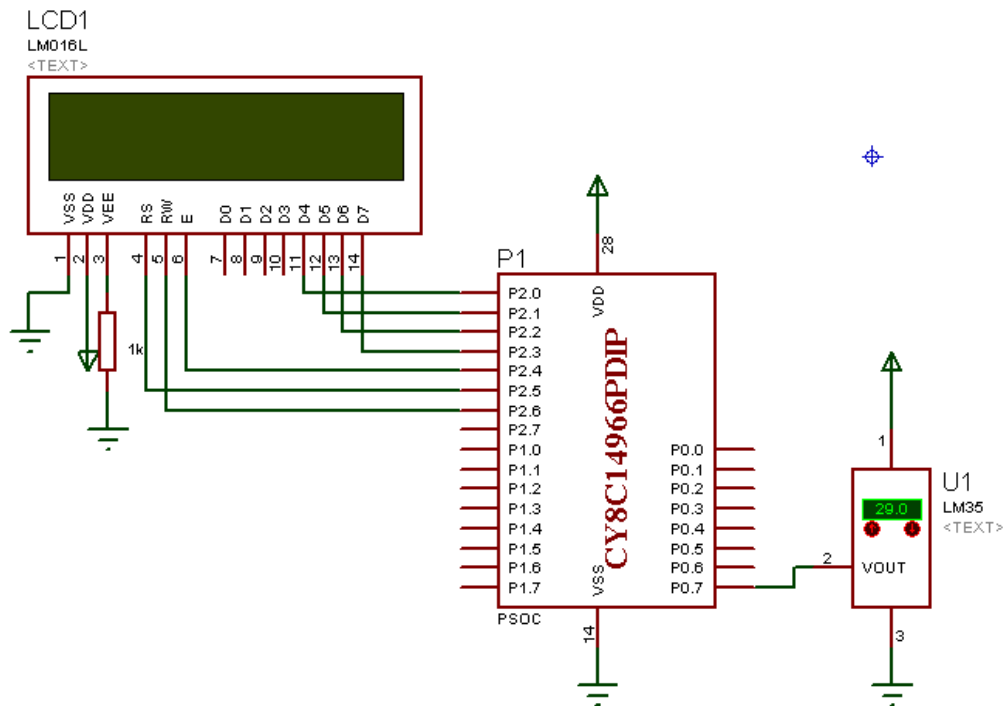 LCD1
LM016L
<TEXT>
VSS
VDD
VEE
RS
RW
E
D0
D1
D2
D3
D4
D5
D6
D7
1
2
3
4
5
6
7
8
9
10
11
12
13
14
1k
P1
28
VDD
P2.0
P2.1
P2.2
P2.3
P2.4
P2.5
P2.6
P2.7
P1.0
P1.1
P1.2
P1.3
P1.4
P1.5
P1.6
P1.7
CY8C14966PDIP
P0.0
P0.1
P0.2
P0.3
P0.4
P0.5
P0.6
P0.7
VSS
PSOC
14
1
U1
LM35
<TEXT>
29.0
2
VOUT
3